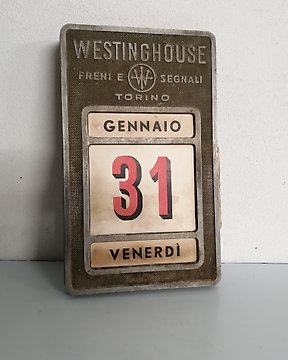 WESTINGHOUSE
FRENI E W SEGNALI
TORINO
GENNAIO
31
VENERDÌ